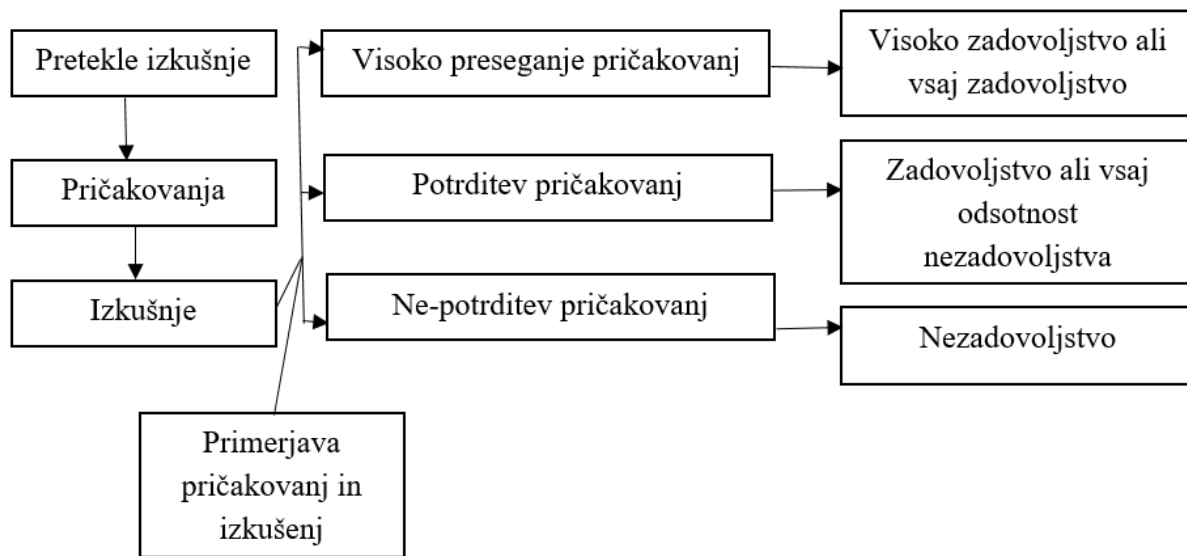 Pretekle izkušnje
Pričakovanja
Izkušnje
Primerjava
pričakovanj in
izkušenj
Visoko preseganje pričakovanj
Potrditev pričakovanj
Ne-potrditev pričakovanj
Visoko zadovoljstvo ali
vsaj zadovoljstvo
Zadovoljstvo ali vsaj
odsotnost
nezadovoljstva
Nezadovoljstvo